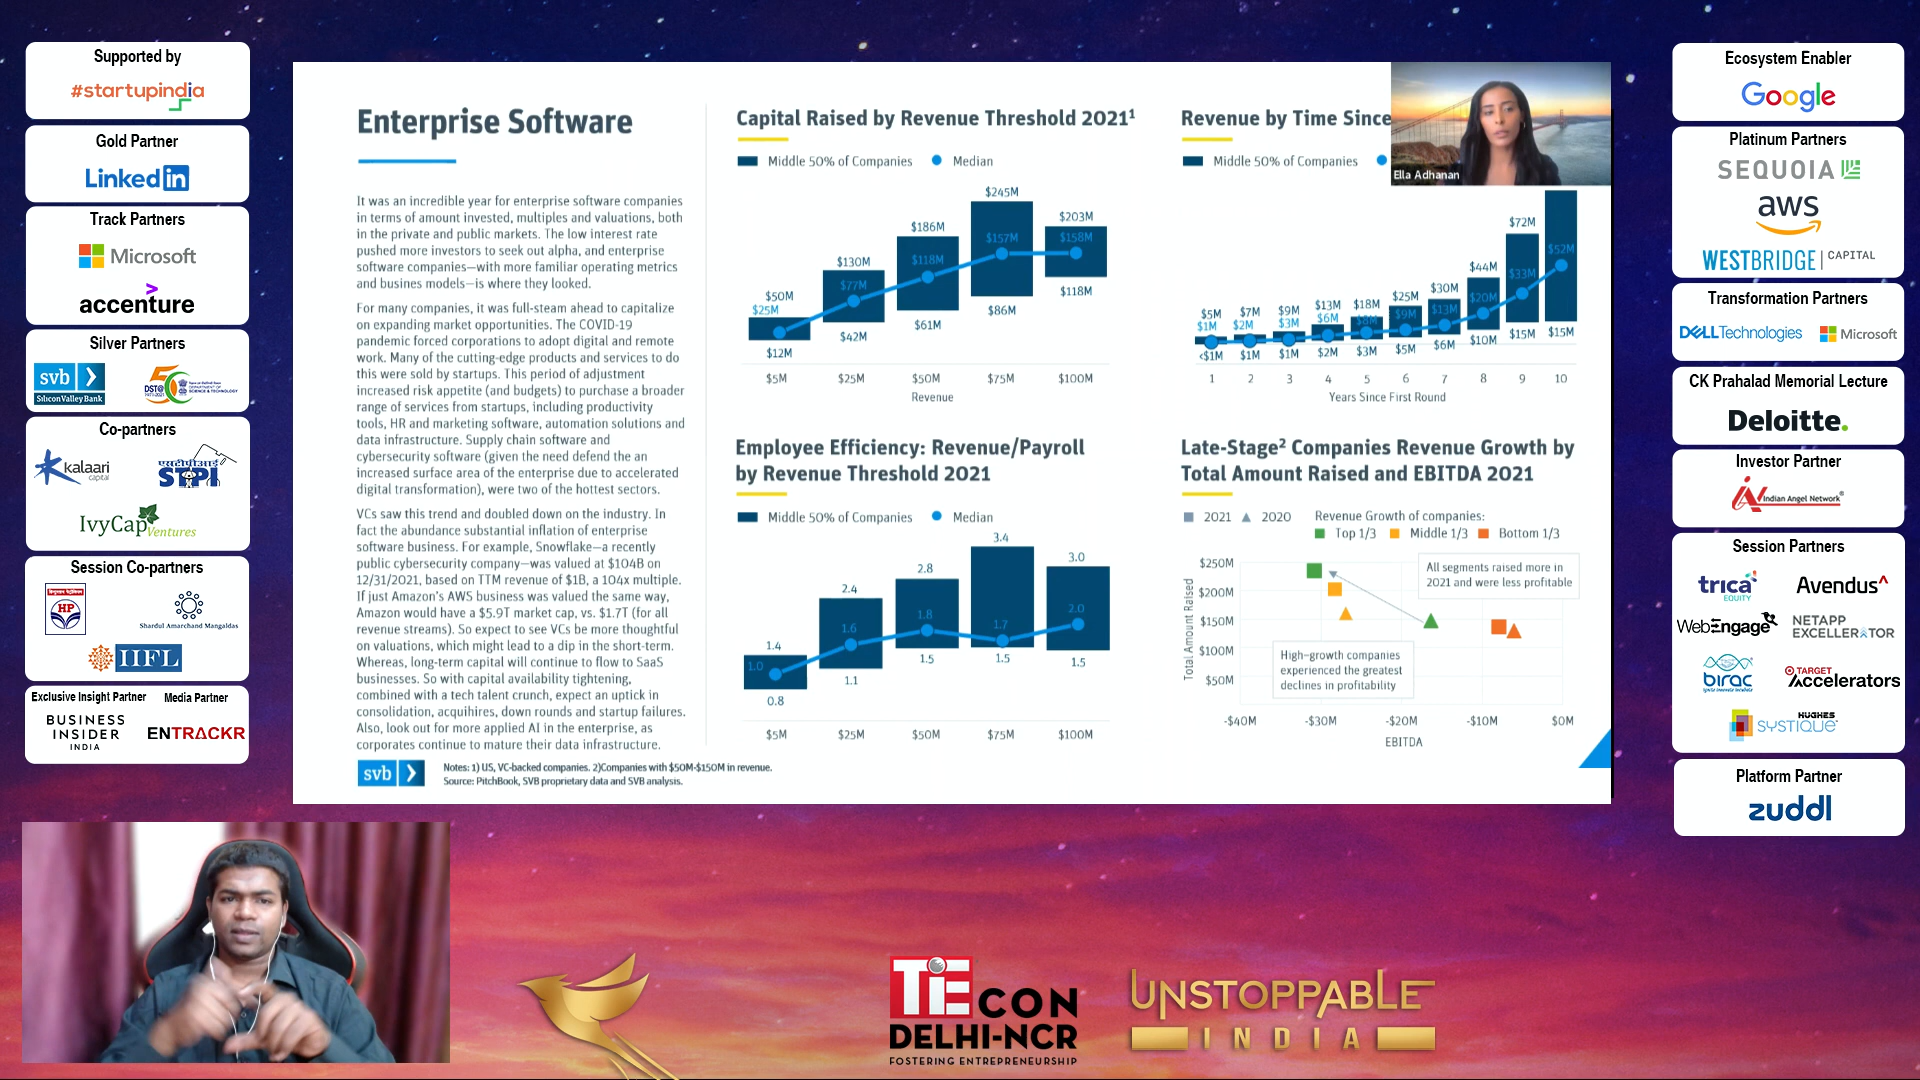 Supported by
#startupindia
Gold Partner
Linkedin
Track Partners
Microsoft
accenture
Silver Partners
svb
Silicon Valley Bank
DST@
1971-2021
Co-partners
kalaari
capital
एसटीपीआई
STPI
IvyCap
Ventures
Session Co-partners
HP
Shardul Amarchand Mangaldas
IIFL
Exclusive Insight Partner
Media Partner
BUSINESS
INSIDER
INDIA
ENTRACKR
Enterprise Software
It was an incredible year for enterprise software companies
in terms of amount invested, multiples and valuations, both
in the private and public markets. The low interest rate
pushed more investors to seek out alpha, and enterprise
software companies—with more familiar operating metrics
and busines models—is where they looked.
For many companies, it was full-steam ahead to capitalize
on expanding market opportunities. The COVID-19
pandemic forced corporations to adopt digital and remote
work. Many of the cutting-edge products and services to do
this were sold by startups. This period of adjustment
increased risk appetite (and budgets) to purchase a broader
range of services from startups, including productivity
tools, HR and marketing software, automation solutions and
data infrastructure. Supply chain software and
cybersecurity software (given the need defend the an
increased surface area of the enterprise due to accelerated
digital transformation), were two of the hottest sectors.
VCs saw this trend and doubled down on the industry. In
fact the abundance substantial inflation of enterprise
software business. For example, Snowflake—a recently
public cybersecurity company—was valued at $104B on
12/31/2021, based on TTM revenue of $1B, a 104x multiple.
If just Amazon's AWS business was valued the same way,
Amazon would have a $5.9T market cap, vs. $1.7T (for all
revenue streams). So expect to see VCs be more thoughtful
on valuations, which might lead to a dip in the short-term.
Whereas, long-term capital will continue to flow to SaaS
businesses. So with capital availability tightening,
combined with a tech talent crunch, expect an uptick in
consolidation, acquihires, down rounds and startup failures.
Also, look out for more applied AI in the enterprise, as
corporates continue to mature their data infrastructure.
svb
Notes: 1) US, VC-backed companies. 2)Companies with $50M-$150M in revenue.
Source: PitchBook, SVB proprietary data and SVB analysis.
Capital Raised by Revenue Threshold 2021¹
Middle 50% of Companies Median
$245M
$203M
$186M
$157M $158M
$130M
$118M
$50M
$77M
$25M
$118M
$86M
$61M
$42M
$12M
$5M $25M $50M $75M $100M
Revenue
Revenue by Time Since
Middle 50% of Companies
Ella Adhanan
$72M
$52M
$44M
$33M
$30M
$25M
$20M
$5M $7M $9M $13M $18M
$1M $2M $3M $6M $8M $9M $13M
<$1M $1M $1M $2M $3M $5M $6M $10M $15M $15M
1 2 3 4 5 6 7 8 9 10
Years Since First Round
Employee Efficiency: Revenue/Payroll
by Revenue Threshold 2021
Middle 50% of Companies Median
3.4
3.0
2.8
2.4
2.0
1.8
1.7
1.6
1.4
1.0
1.5 1.5 1.5
1.1
0.8
$5M $25M $50M $75M $100M
Late-Stage² Companies Revenue Growth by
Total Amount Raised and EBITDA 2021
2021 2020
Revenue Growth of companies:
Top 1/3 Middle 1/3 Bottom 1/3
Total Amount Raised
$250M
$200M
$150M
$100M
$50M
All segments raised more in
2021 and were less profitable
High-growth companies
experienced the greatest
declines in profitability
-$40M -$30M -$20M -$10M $0M
EBITDA
Ecosystem Enabler
Google
Platinum Partners
SEQUOIA
aws
WESTBRIDGE CAPITAL
Transformation Partners
DELLTechnologies
Microsoft
CK Prahalad Memorial Lecture
Deloitte.
Investor Partner
Indian Angel Network
Session Partners
trica
EQUITY
Avendus
WebEngage
NETAPP
EXCELLERATOR
birac
TARGET
Accelerators
HUGHES
SYSTIQUE
Platform Partner
zuddl
TiECON
DELHI-NCR
FOSTERING ENTREPRENEURSHIP
UNSTOPPABLE
INDIA